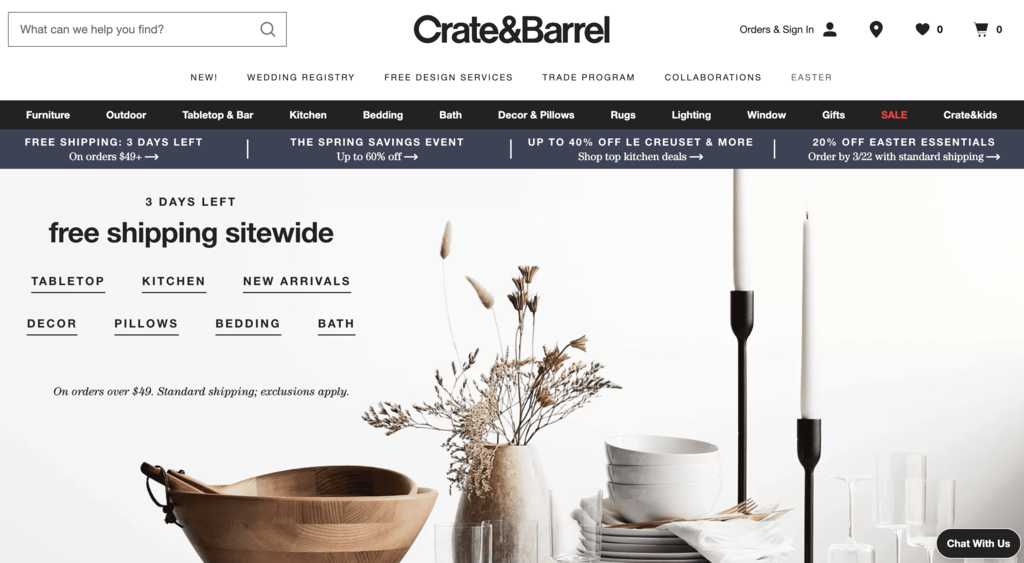 What can we help you find?
Crate&Barrel
Orders & Sign In
0
0
NEW! WEDDING REGISTRY FREE DESIGN SERVICES TRADE PROGRAM COLLABORATIONS EASTER
Furniture Outdoor Tabletop & Bar Kitchen Bedding Bath Decor & Pillows Rugs Lighting Window Gifts SALE Crate&kids
FREE SHIPPING: 3 DAYS LEFT
On orders $49+ →
THE SPRING SAVINGS EVENT
Up to 60% off →
UP TO 40% OFF LE CREUSET & MORE
Shop top kitchen deals →
20% OFF EASTER ESSENTIALS
Order by 3/22 with standard shipping →
3 DAYS LEFT
free shipping sitewide
TABLETOP KITCHEN NEW ARRIVALS
DECOR PILLOWS BEDDING BATH
On orders over $49. Standard shipping; exclusions apply.
Chat With Us